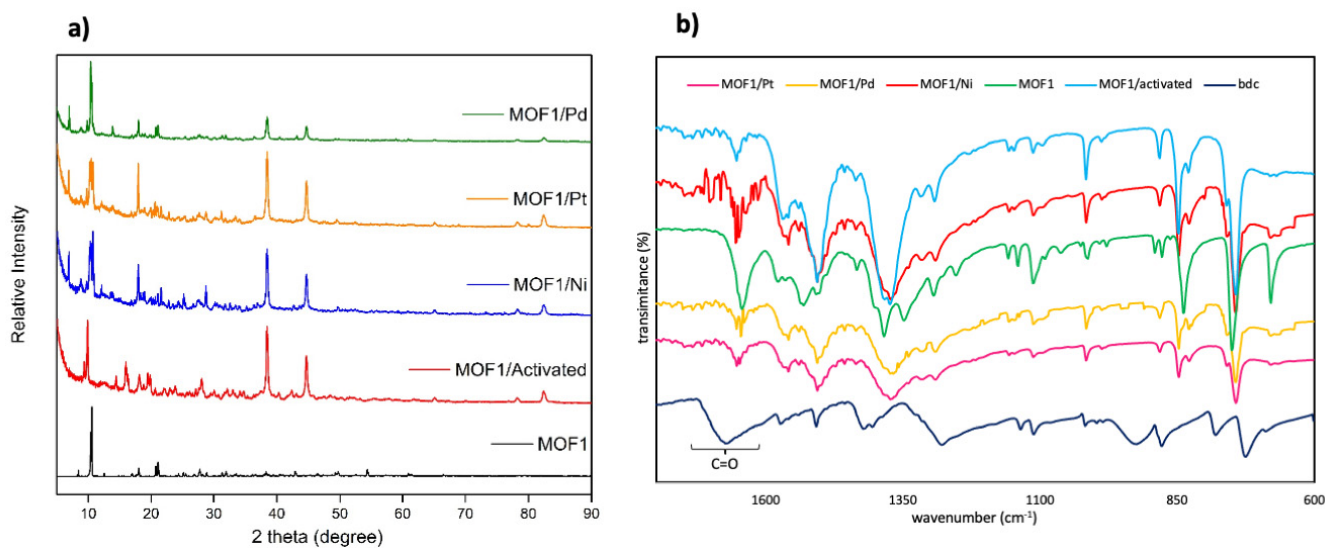 a)
Relative Intensity
MOF1/Pd
MOF1/Pt
MOF1/Ni
MOF1/Activated
MOF1
10 20 30 40 50 60 70 80 90
2 theta (degree)
b)
MOF1/Pt MOF1/Pd MOF1/Ni MOF1 MOF1/activated bdc
transimitance (%)
C=O
1600 1350 1100 850 600
wavenumber (cm⁻¹)